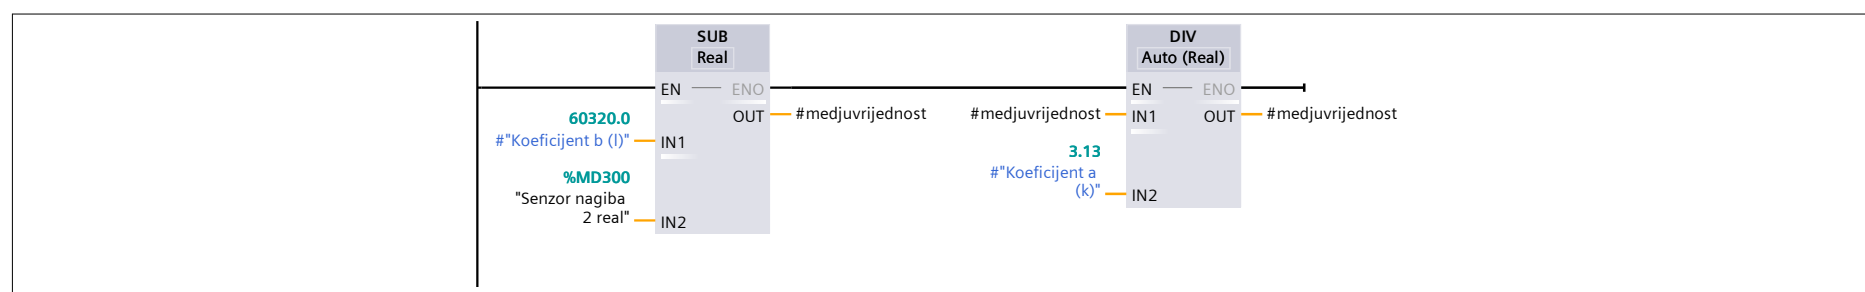 SUB
Real
EN
ENO
60320.0
#"Koeficijent b (l)"
IN1
OUT
#medjuvrijednost
%MD300
"Senzor nagiba
2 real"
IN2
DIV
Auto (Real)
EN
ENO
#medjuvrijednost
IN1
OUT
#medjuvrijednost
3.13
#"Koeficijent a
(k)"
IN2